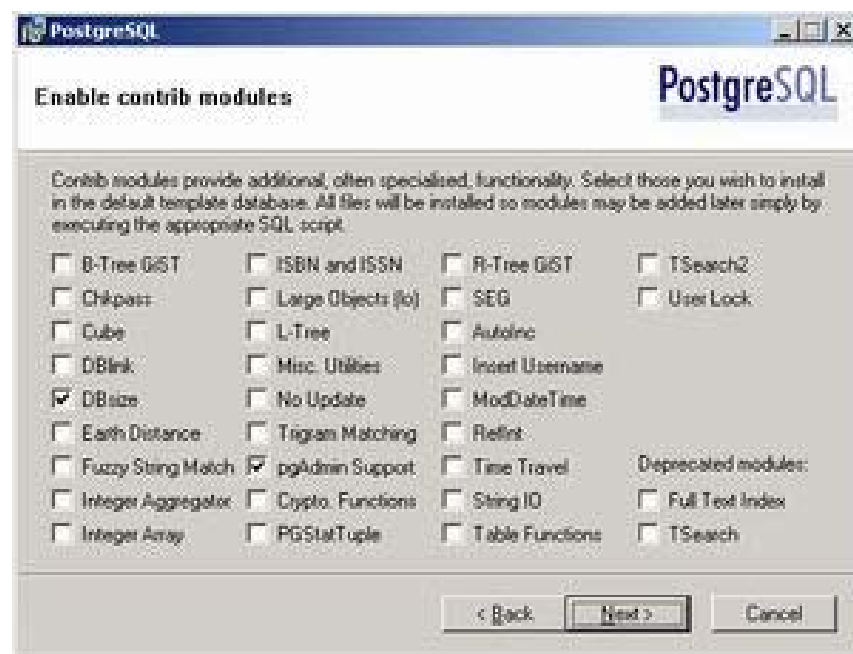 PostgreSQL
Enable contrib modules
PostgreSQL
Contrib modules provide additional, often specialised, functionality. Select those you wish to install
in the default template database. All files will be installed so modules may be added later simply by
executing the appropriate SQL script.
B-Tree GiST
ISBN and ISSN
R-Tree GiST
TSearch2
Chkpass
Large Objects (lo)
SEG
User Lock
Cube
L-Tree
AutoInc
DBlink
Misc. Utilities
Insert Username
DBsize
No Update
ModDateTime
Earth Distance
Trigram Matching
RefInt
Fuzzy String Match
pgAdmin Support
Time Travel
Deprecated modules:
Integer Aggregator
Crypto. Functions
String IO
Full Text Index
Integer Array
PGStatTuple
Table Functions
TSearch
< Back
Next >
Cancel